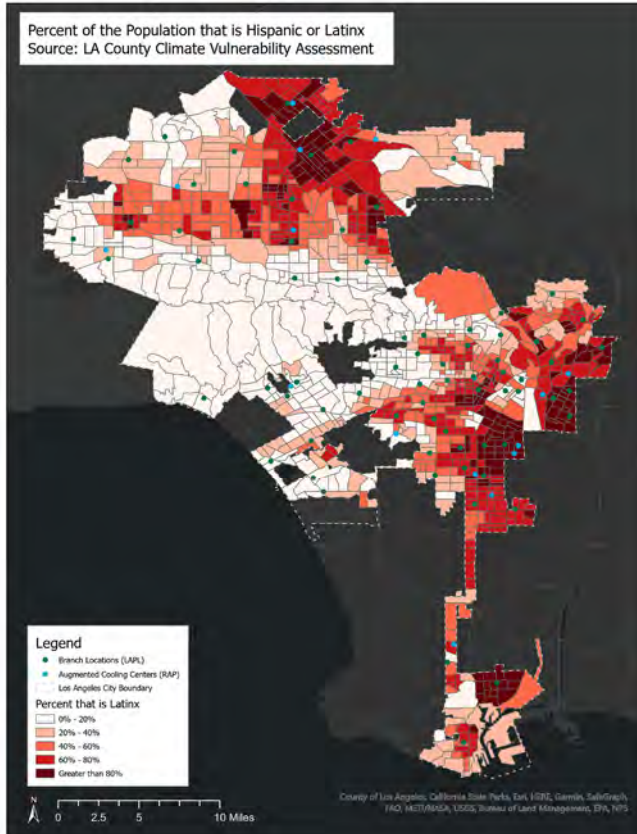 Percent of the Population that is Hispanic or Latinx
Source: LA County Climate Vulnerability Assessment
Legend
Branch Locations (LAPL)
Augmented Cooling Centers (RAP)
Los Angeles City Boundary
Percent that is Latinx
0% - 20%
20% - 40%
40% - 60%
60% - 80%
Greater than 80%
N
0 2.5 5 10 Miles
County of Los Angeles, California State Parks, Esri, HERE, Garmin, SafeGraph,
FAO, METI/NASA, USGS, Bureau of Land Management, EPA, NPS